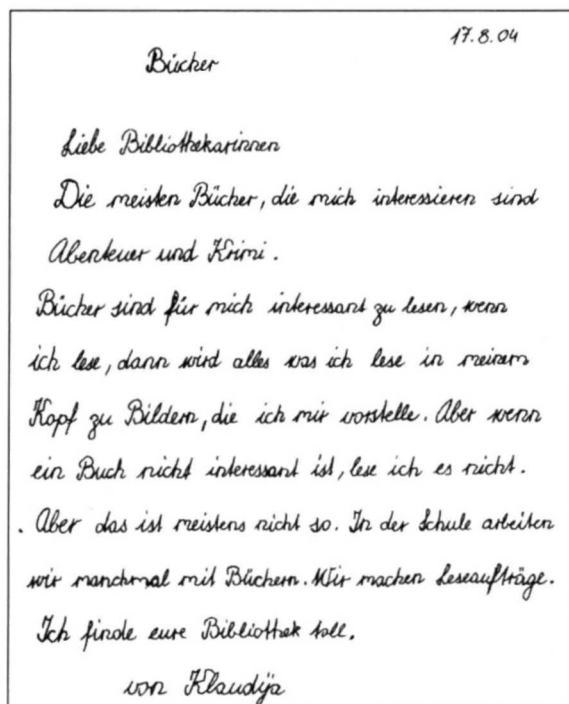 17.8.04
Bücher
Liebe Bibliothekarinnen
Die meisten Bücher, die mich interessieren sind
Abenteuer und Krimi.
Bücher sind für mich interessant zu lesen, wenn
ich lese, dann wird alles was ich lese in meinem
Kopf zu Bildern, die ich mir vorstelle. Aber wenn
ein Buch nicht interessant ist, lese ich es nicht.
. Aber das ist meistens nicht so. In der Schule arbeiten
wir manchmal mit Büchern. Wir machen Leseaufträge.
Ich finde eure Bibliothek toll.
von Klaudija